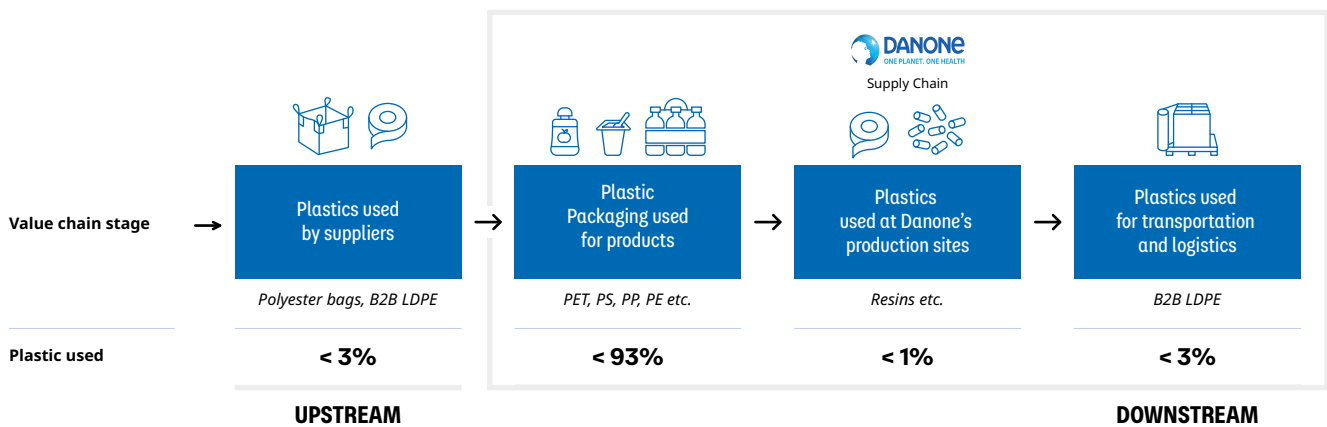 DANONE
ONE PLANET. ONE HEALTH
Supply Chain
Value chain stage
Plastics used
by suppliers
Plastic
Packaging used
for products
Plastics
used at Danone's
production sites
Plastics used
for transportation
and logistics
Polyester bags, B2B LDPE
PET, PS, PP, PE etc.
Resins etc.
B2B LDPE
Plastic used
< 3%
< 93%
< 1%
< 3%
UPSTREAM
DOWNSTREAM